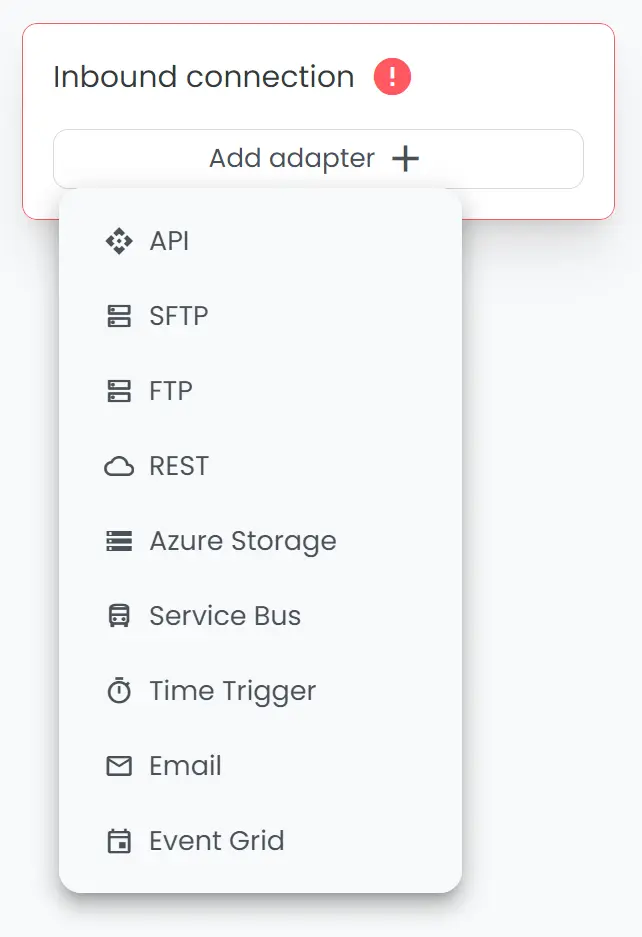 Inbound connection
Add adapter
API
SFTP
FTP
REST
Azure Storage
Service Bus
Time Trigger
Email
Event Grid